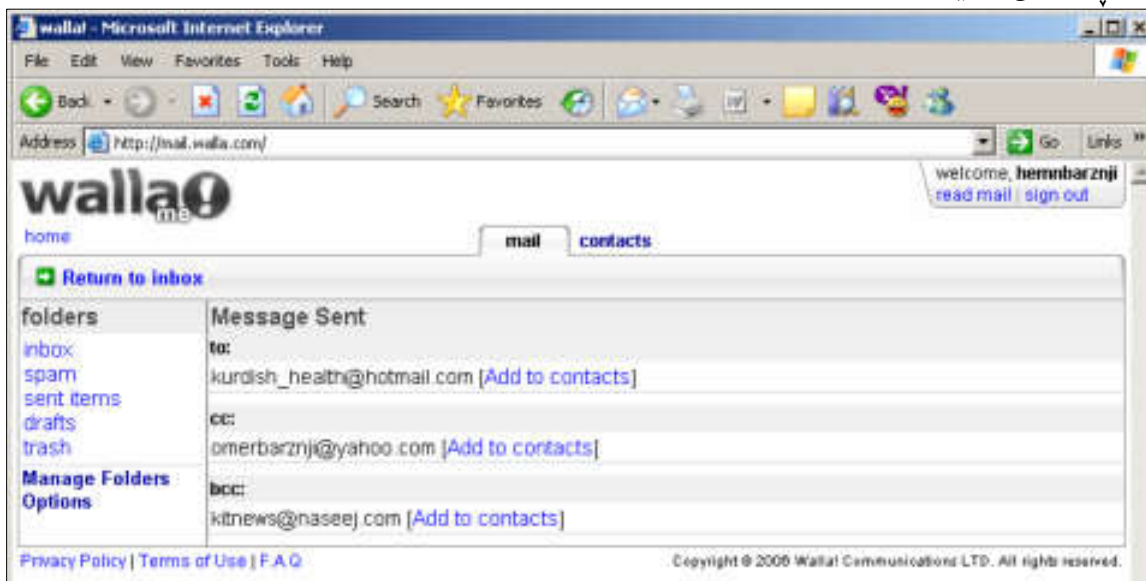 walla! - Microsoft Internet Explorer
File Edit View Favorites Tools Help
Back Search Favorites
Address http://mail.walla.com/ Go Links »
walla! me
welcome, hemnbarznji
read mail | sign out
home
mail contacts
Return to inbox
folders
inbox
spam
sent items
drafts
trash
Manage Folders
Options
Message Sent
to:
kurdish_health@hotmail.com [Add to contacts]
cc:
omerbarznji@yahoo.com [Add to contacts]
bcc:
kitnews@naseej.com [Add to contacts]
Privacy Policy | Terms of Use | F.A.Q
Copyright © 2006 Walla! Communications LTD. All rights reserved.